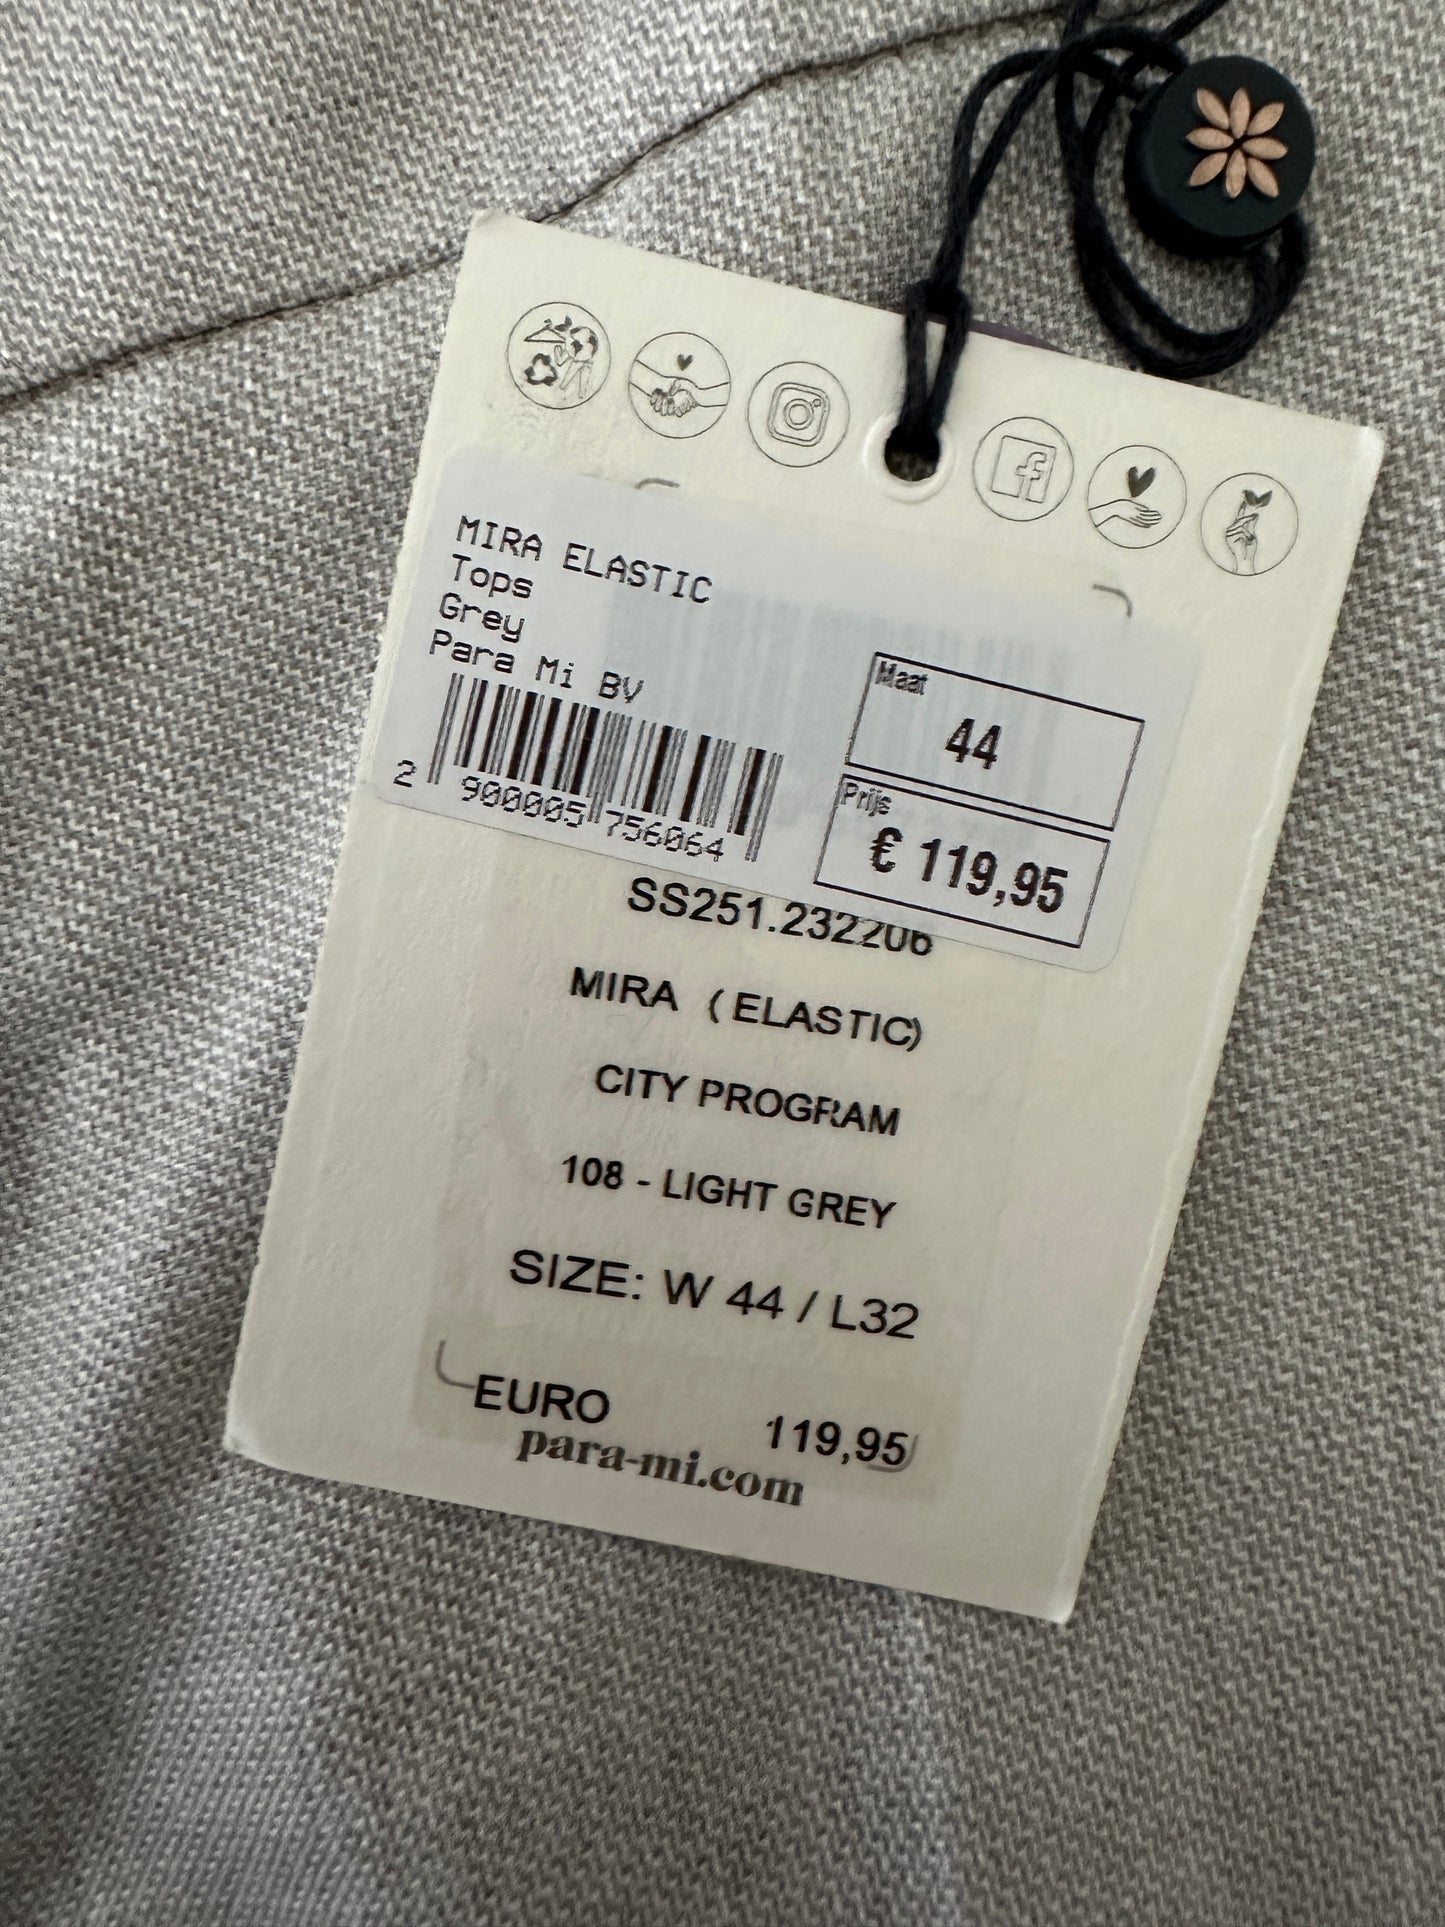 MIRA ELASTIC
Tops
Grey
Para Mi BV
2 900005 756064
Maat
44
Prijs
€ 119,95
SS251.232206
MIRA (ELASTIC)
CITY PROGRAM
108 - LIGHT GREY
SIZE: W 44 / L32
EURO 119,95
para-mi.com